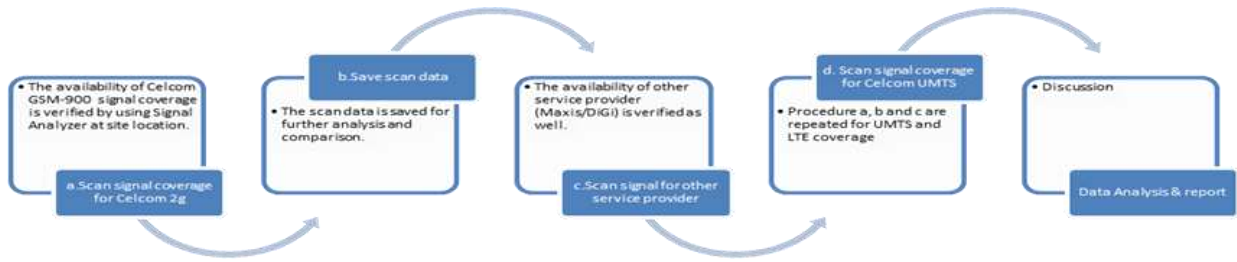 • The availability of Celcom
GSM-900 signal coverage
is verified by using Signal
Analyzer at site location.
a.Scan signal coverage
for Celcom 2g
b.Save scan data
• The scan data is saved for
further analysis and
comparison.
• The availability of other
service provider
(Maxis/DiGi) is verified as
well.
c.Scan signal for other
service provider
d. Scan signal coverage
for Celcom UMTS
• Procedure a, b and c are
repeated for UMTS and
LTE coverage
• Discussion
Data Analysis & report